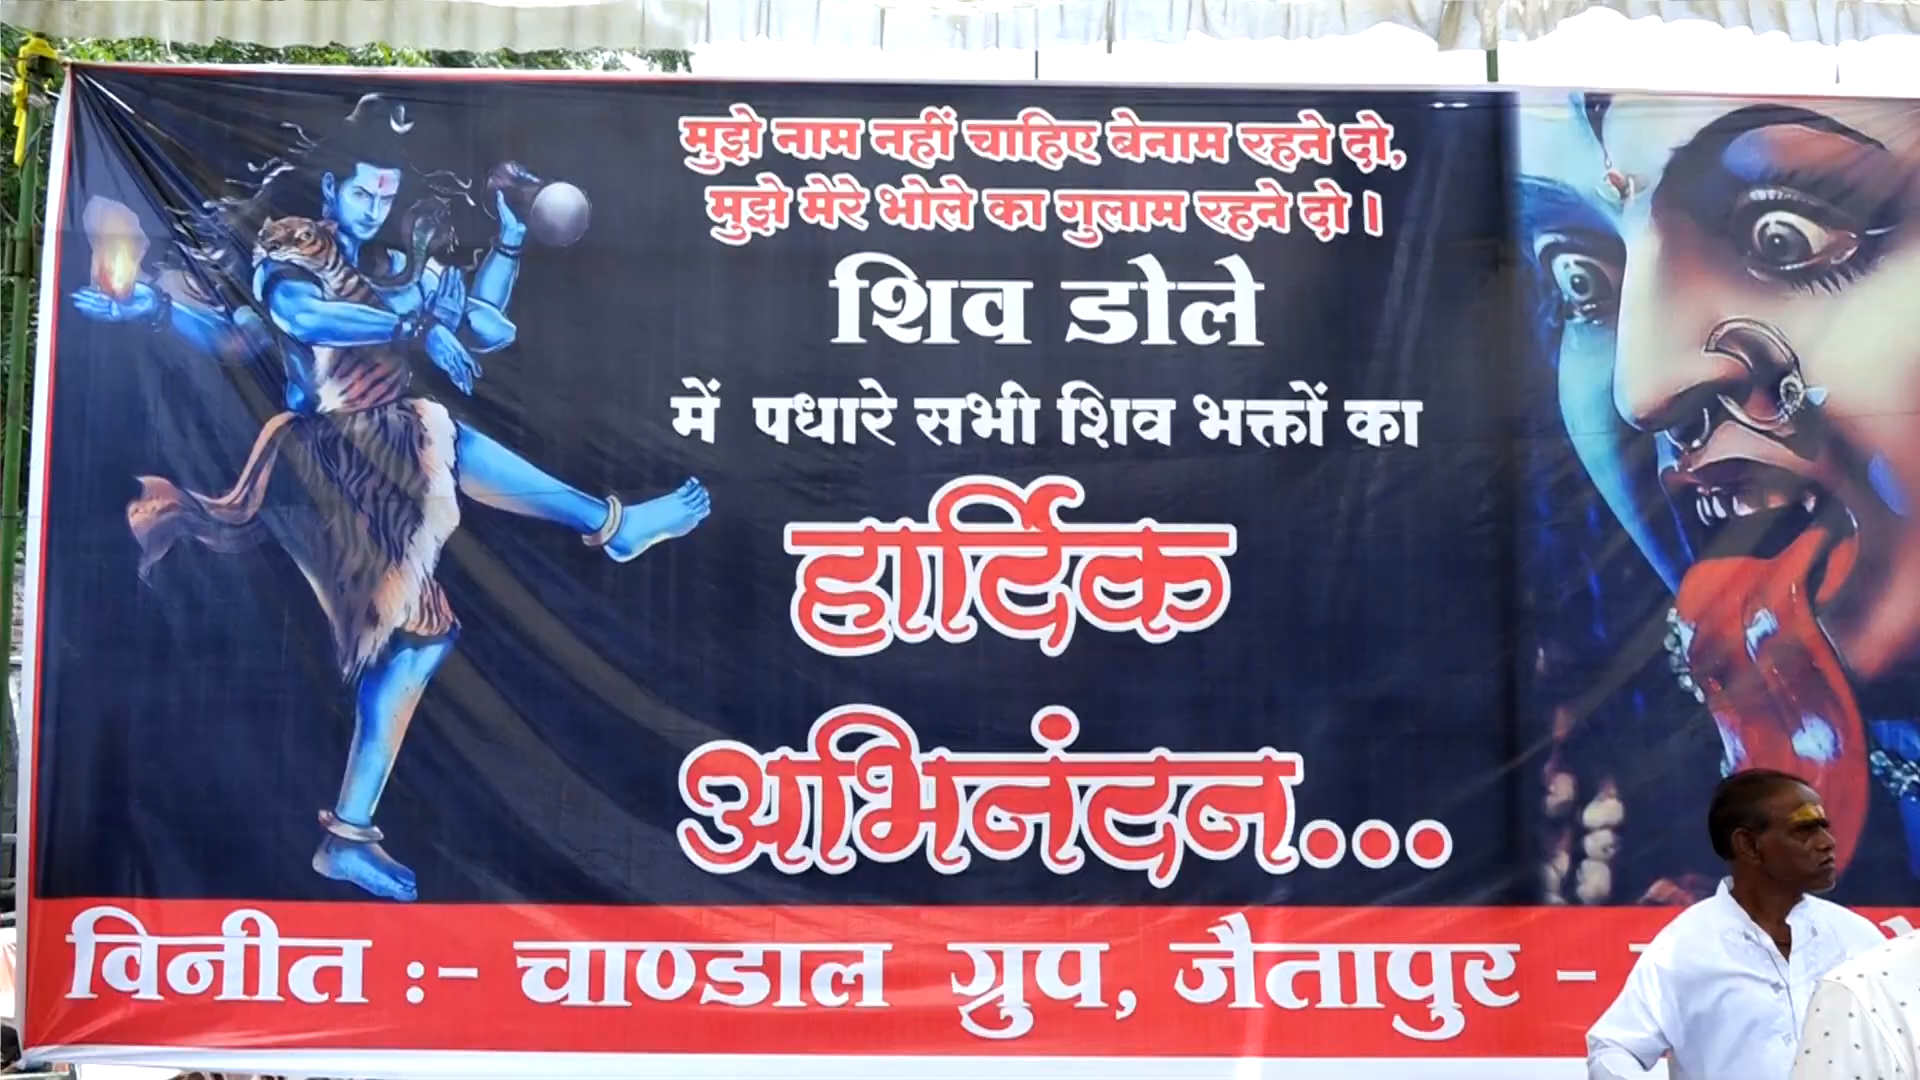 मुझे नाम नहीं चाहिए बेनाम रहने दो,
मुझे मेरे भोले का गुलाम रहने दो ।
शिव डोले
में पधारे सभी शिव भक्तों का
हार्दिक
अभिनंदन...
विनीत :- चाण्डाल ग्रुप, जैतापुर -